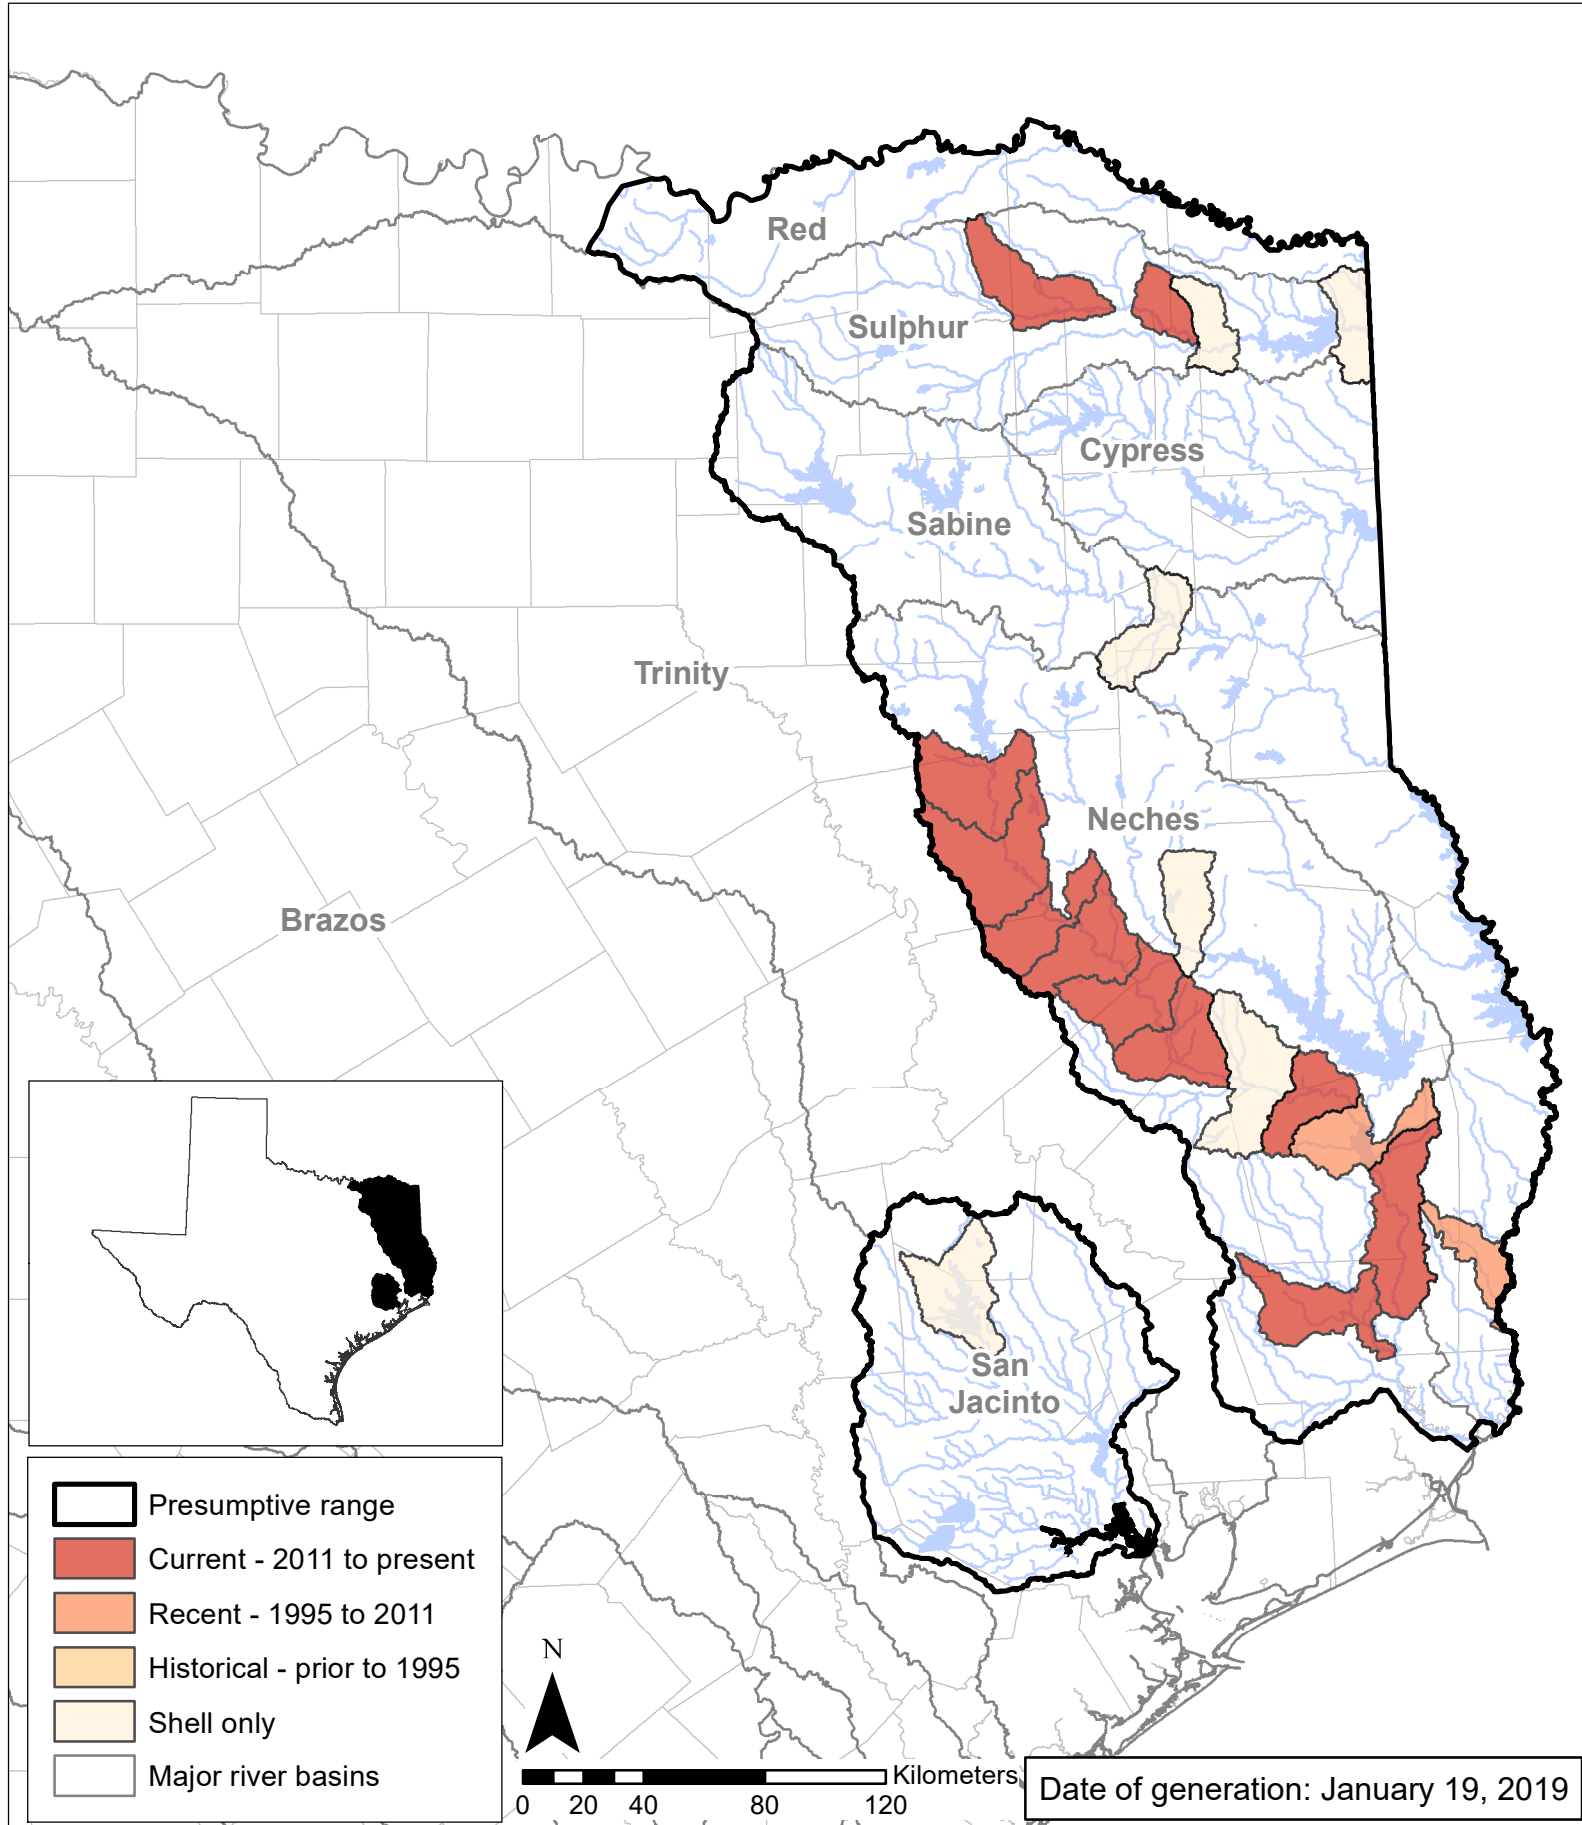 Red
Sulphur
Cypress
Sabine
Trinity
Neches
Brazos
San
Jacinto
Presumptive range
Current - 2011 to present
Recent - 1995 to 2011
Historical - prior to 1995
Shell only
Major river basins
N
Kilometers
0 20 40 80 120
Date of generation: January 19, 2019